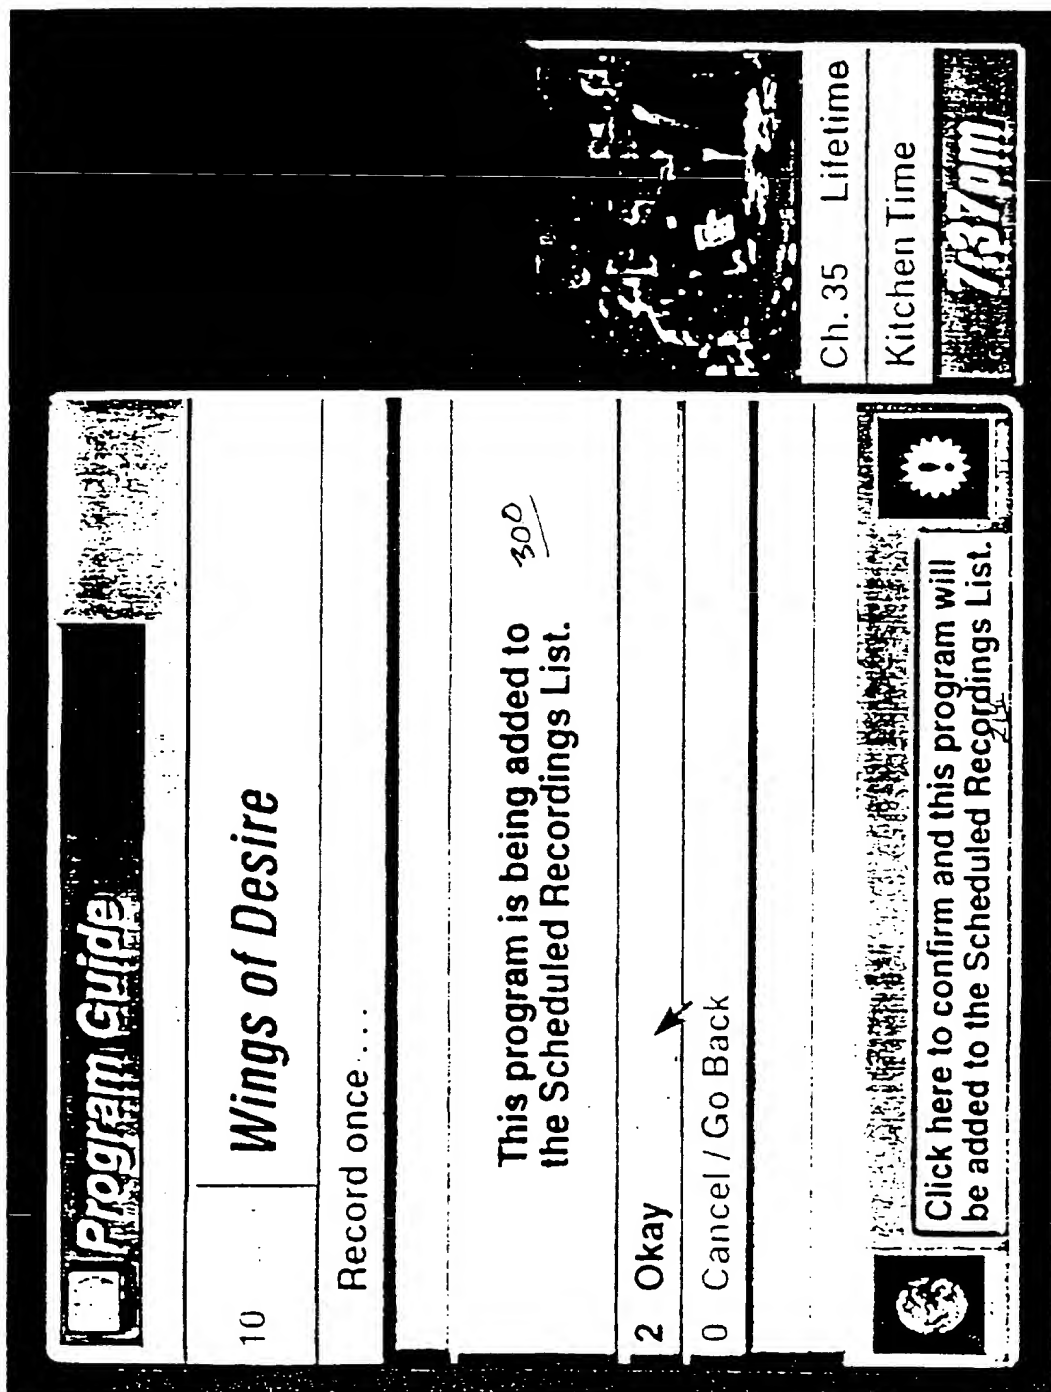 Program Guide
10 Wings of Desire
Record once...
This program is being added to
the Scheduled Recordings List.
300
2 Okay
0 Cancel / Go Back
Click here to confirm and this program will
be added to the Scheduled Recordings List.
Ch. 35 Lifetime
Kitchen Time
7:37pm